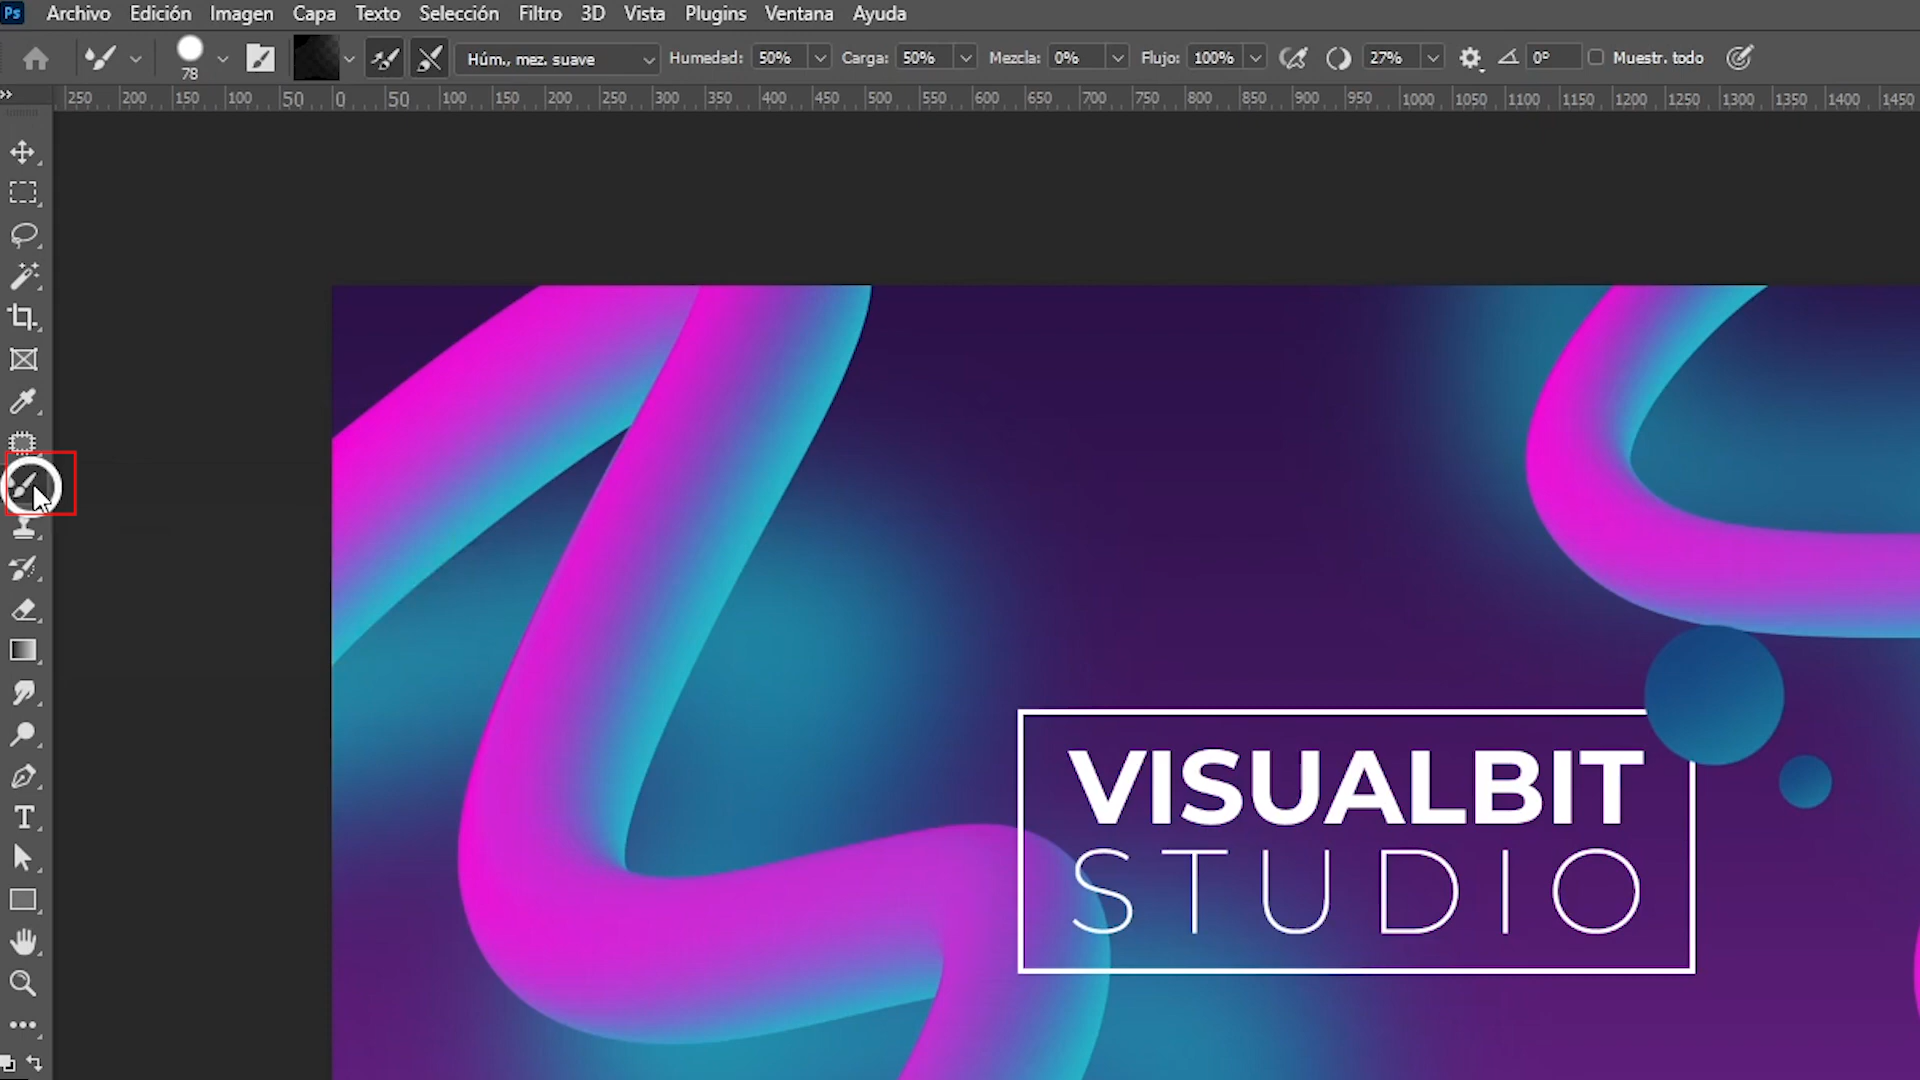 Ps Archivo Edición Imagen Capa Texto Selección Filtro 3D Vista Plugins Ventana Ayuda
78 Húm., mez. suave Humedad: 50% Carga: 50% Mezcla: 0% Flujo: 100% 27% 0° Muestr. todo
250 200 150 100 50 0 50 100 150 200 250 300 350 400 450 500 550 600 650 700 750 800 850 900 950 1000 1050 1100 1150 1200 1250 1300 1350 1400 1450
T
VISUALBIT
STUDIO